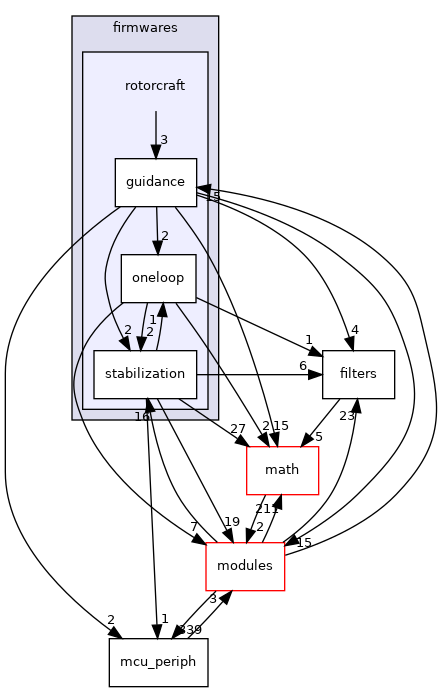 firmwares
rotorcraft
3
guidance
15
2
oneloop
2
1
2
1
4
stabilization
6
filters
16
27
2
15
5
23
math
7
19
2
211
15
modules
3
2
1
339
mcu_periph